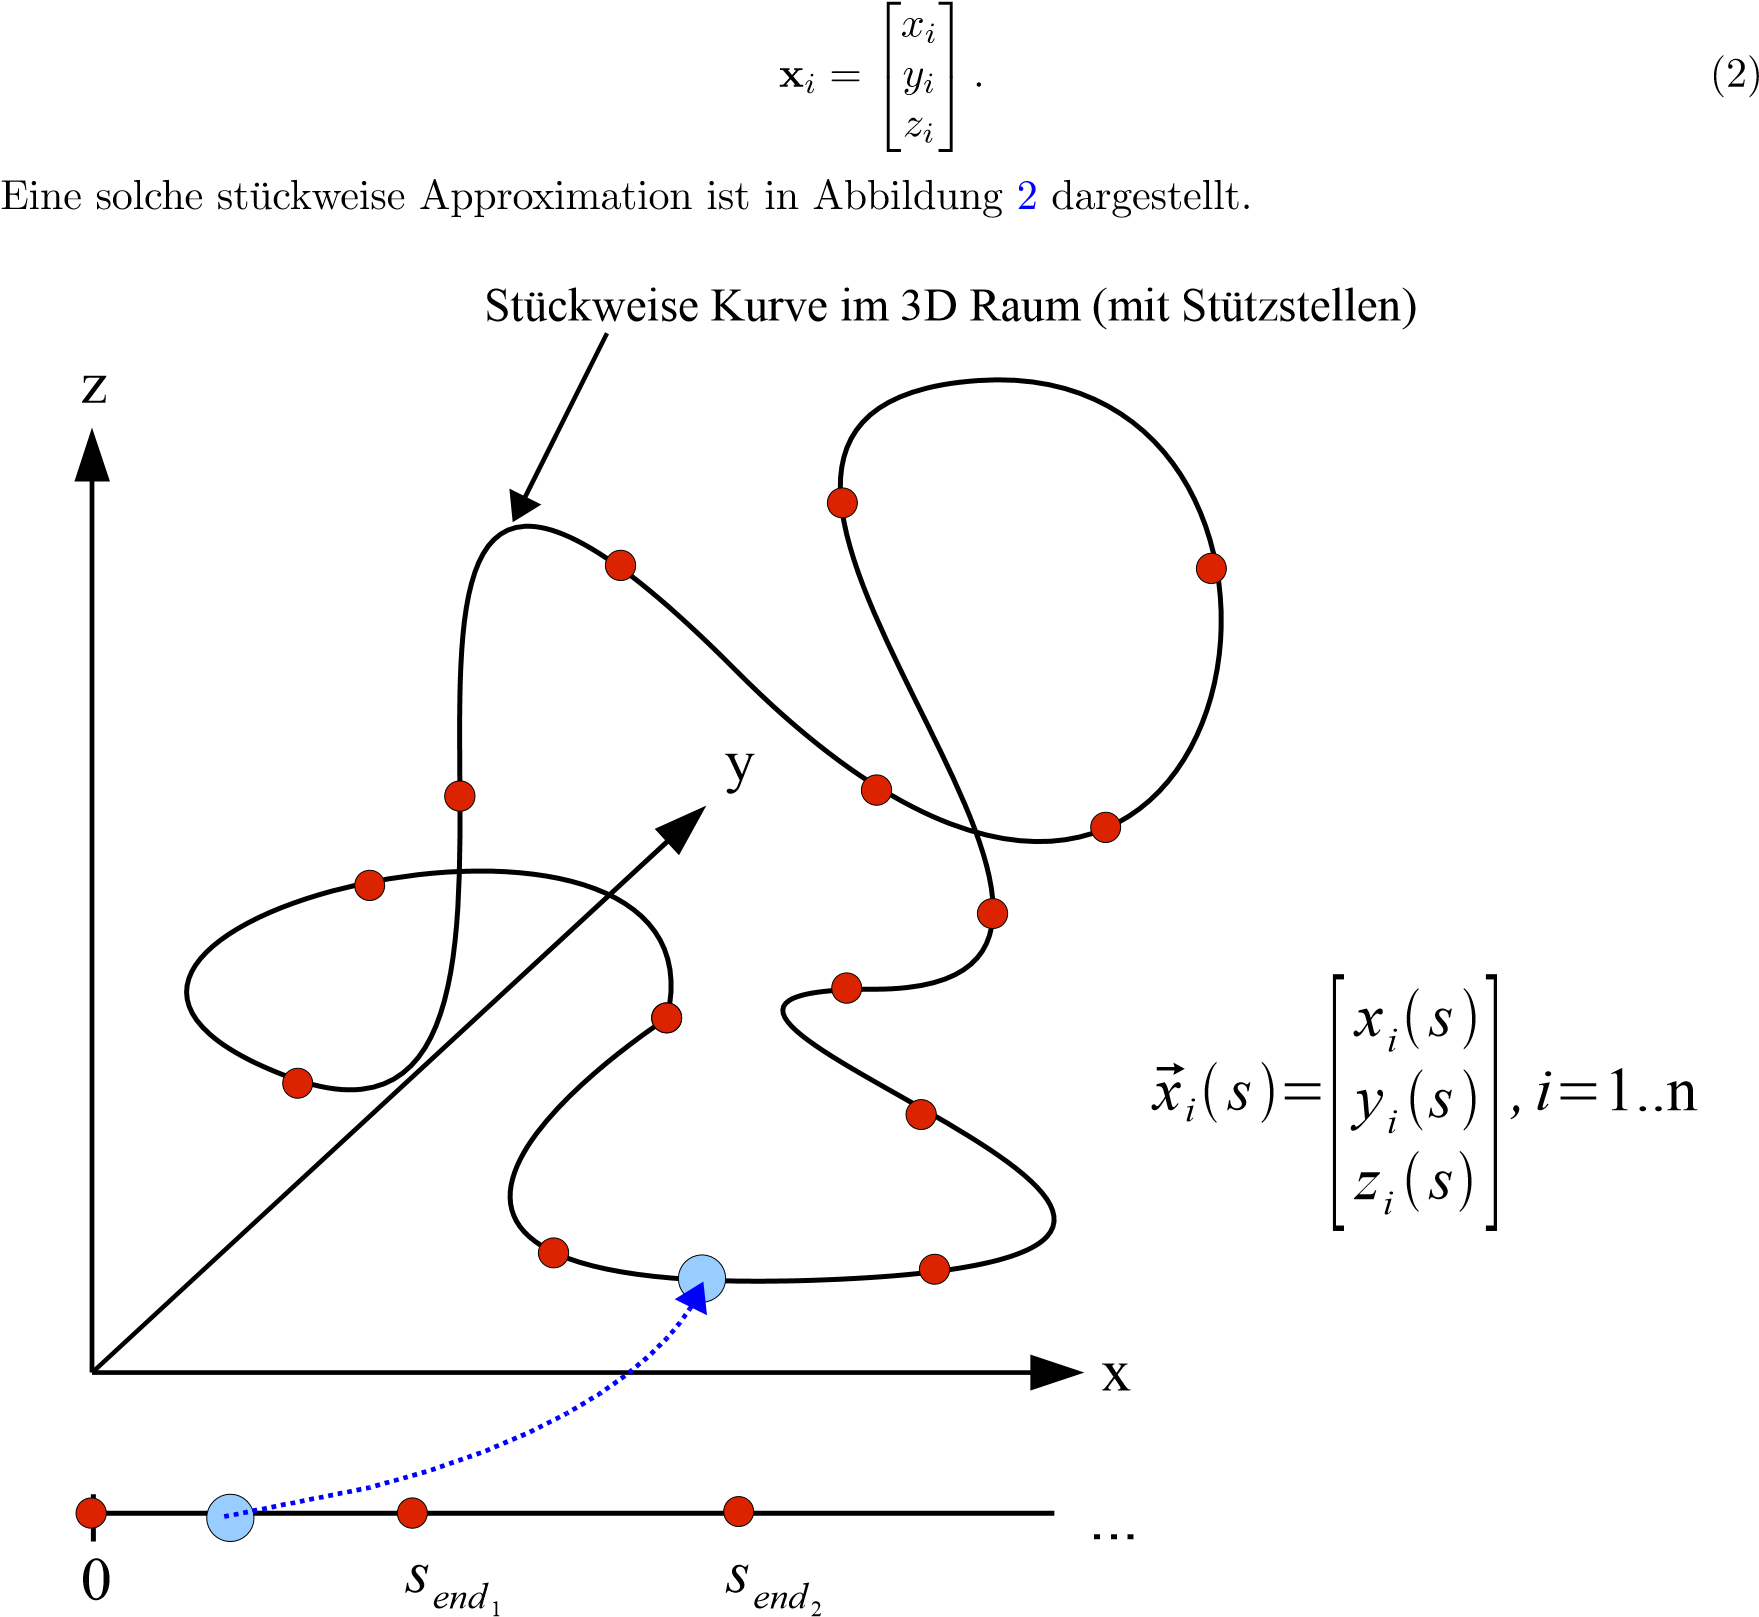 𝐱ᵢ = [xᵢ yᵢ zᵢ] . (2)
Eine solche stückweise Approximation ist in Abbildung 2 dargestellt.
Stückweise Kurve im 3D Raum (mit Stützstellen)
z
y
x⃗ᵢ(s)=[xᵢ(s) yᵢ(s) zᵢ(s)], i=1..n
x
...
0 s_end₁ s_end₂